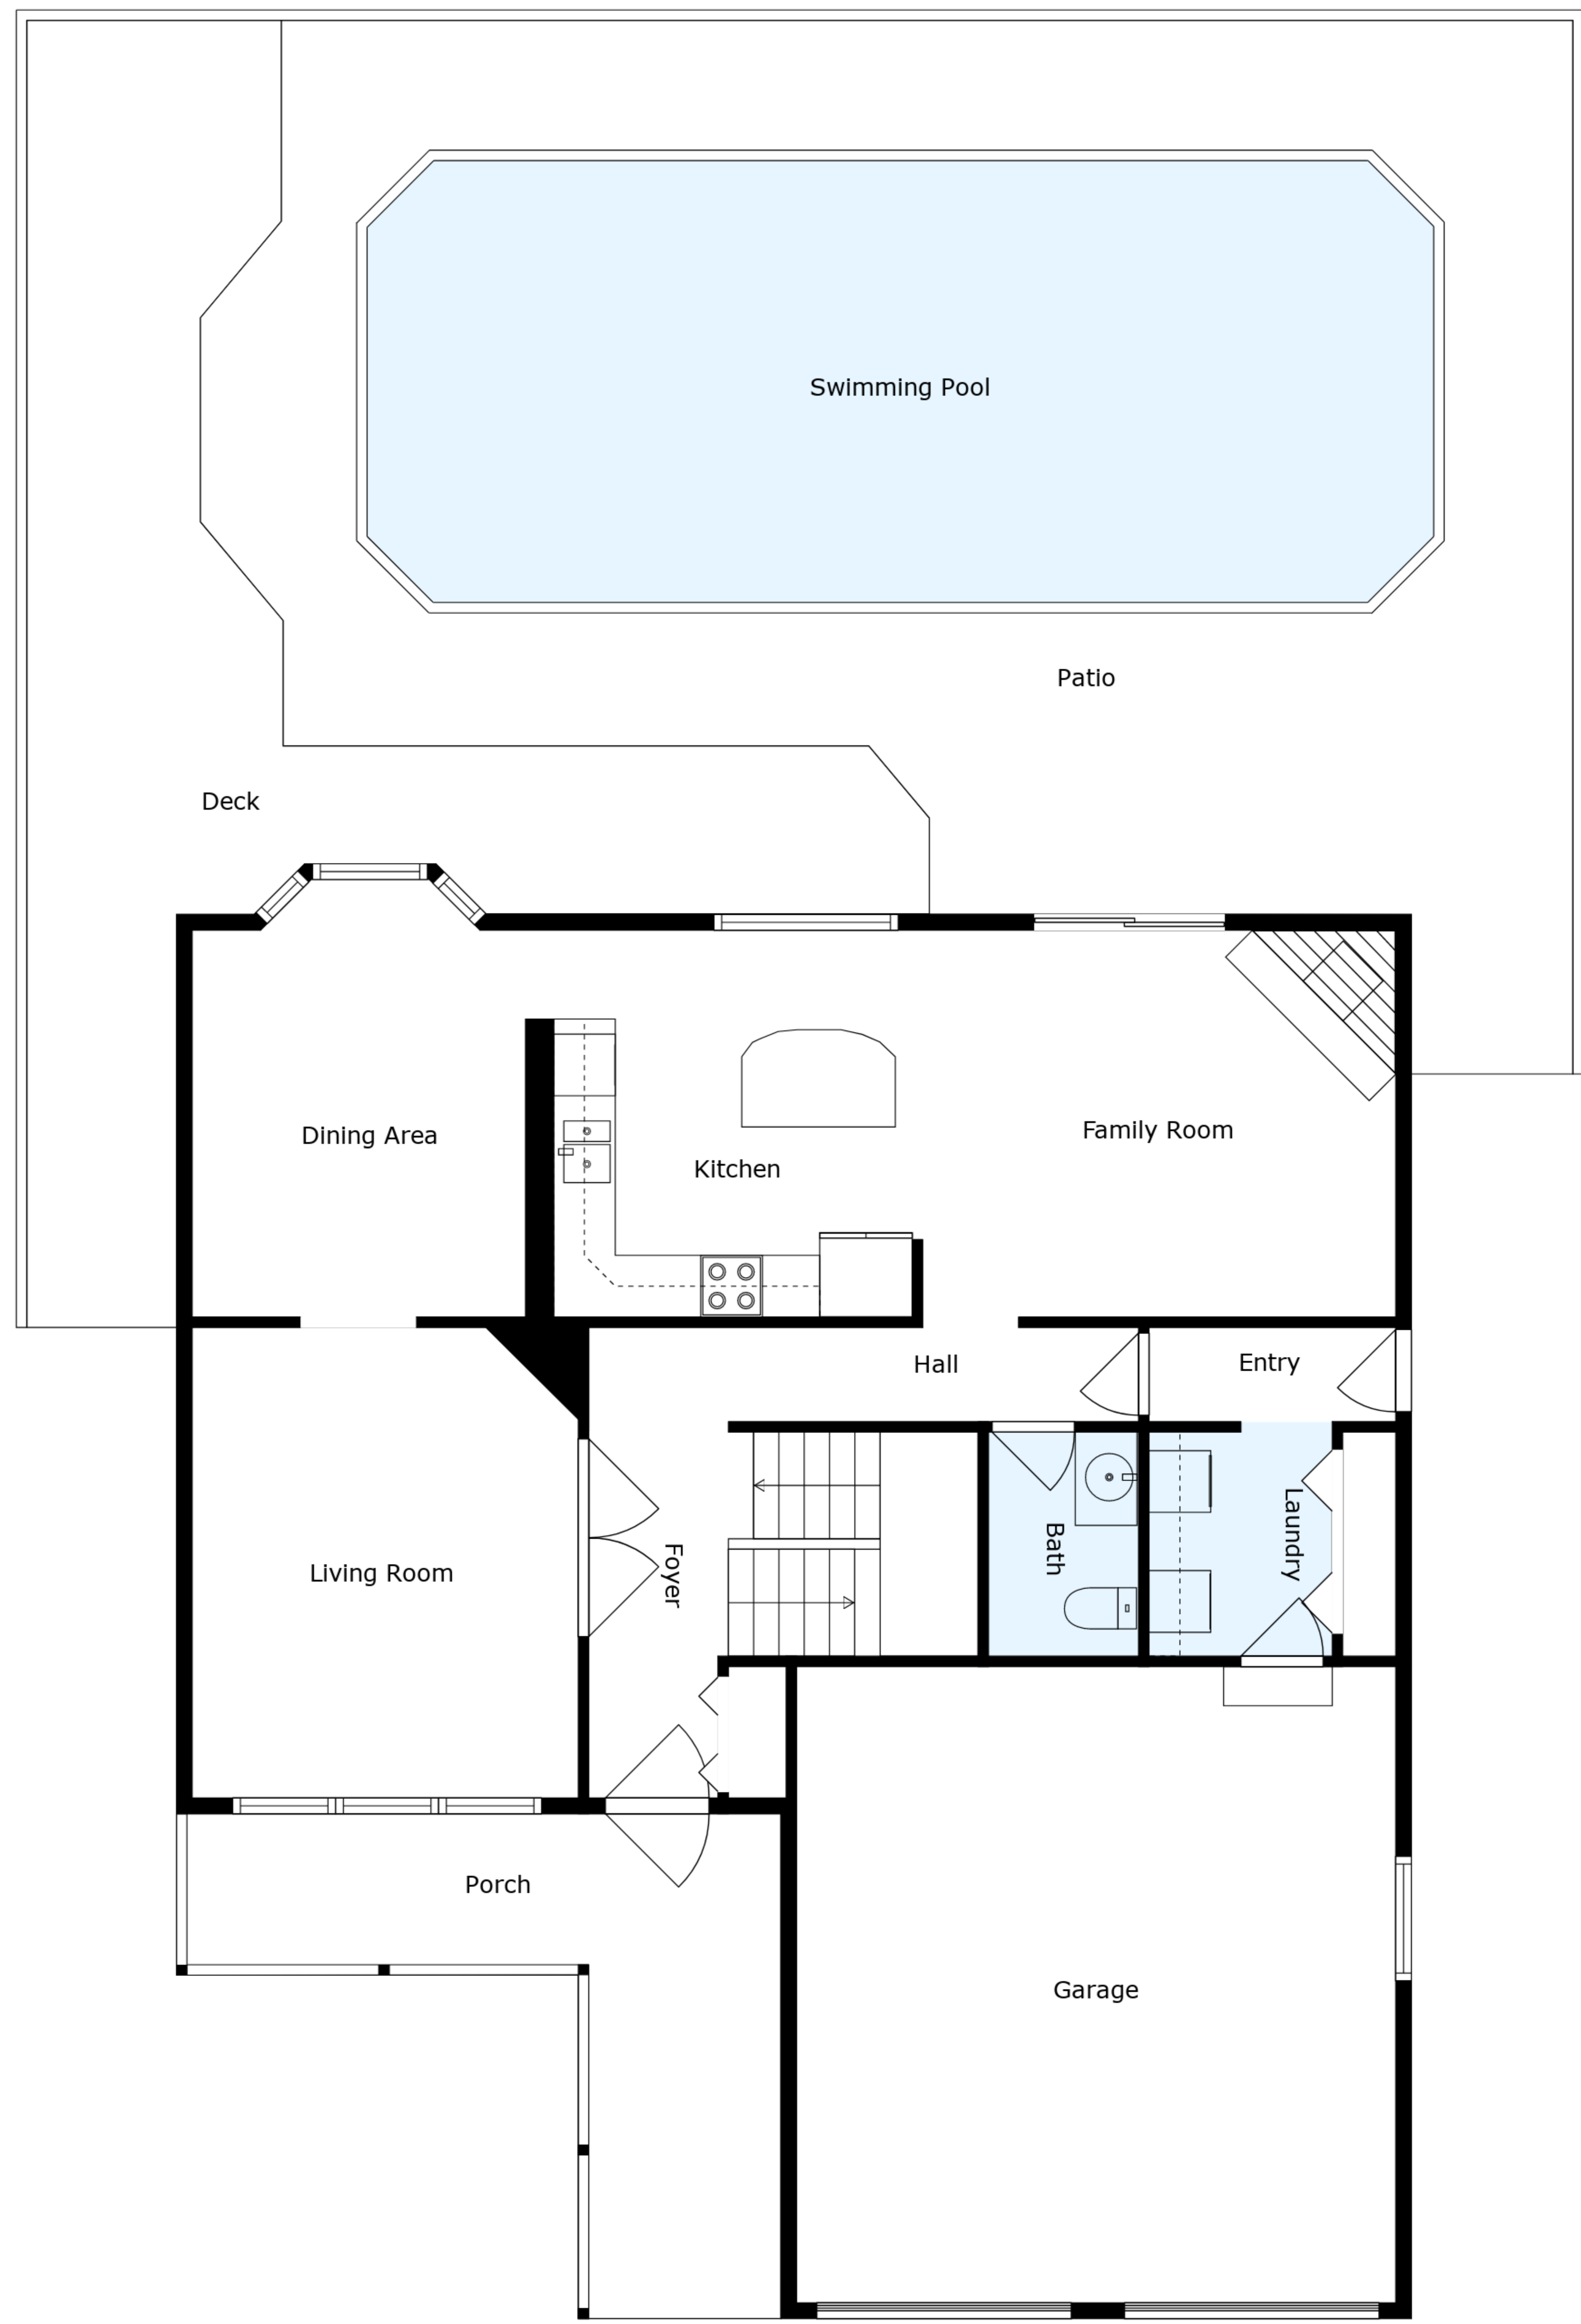 Swimming Pool
Patio
Deck
Dining Area
Family Room
Kitchen
Hall
Entry
Laundry
Bath
Foyer
Living Room
Porch
Garage